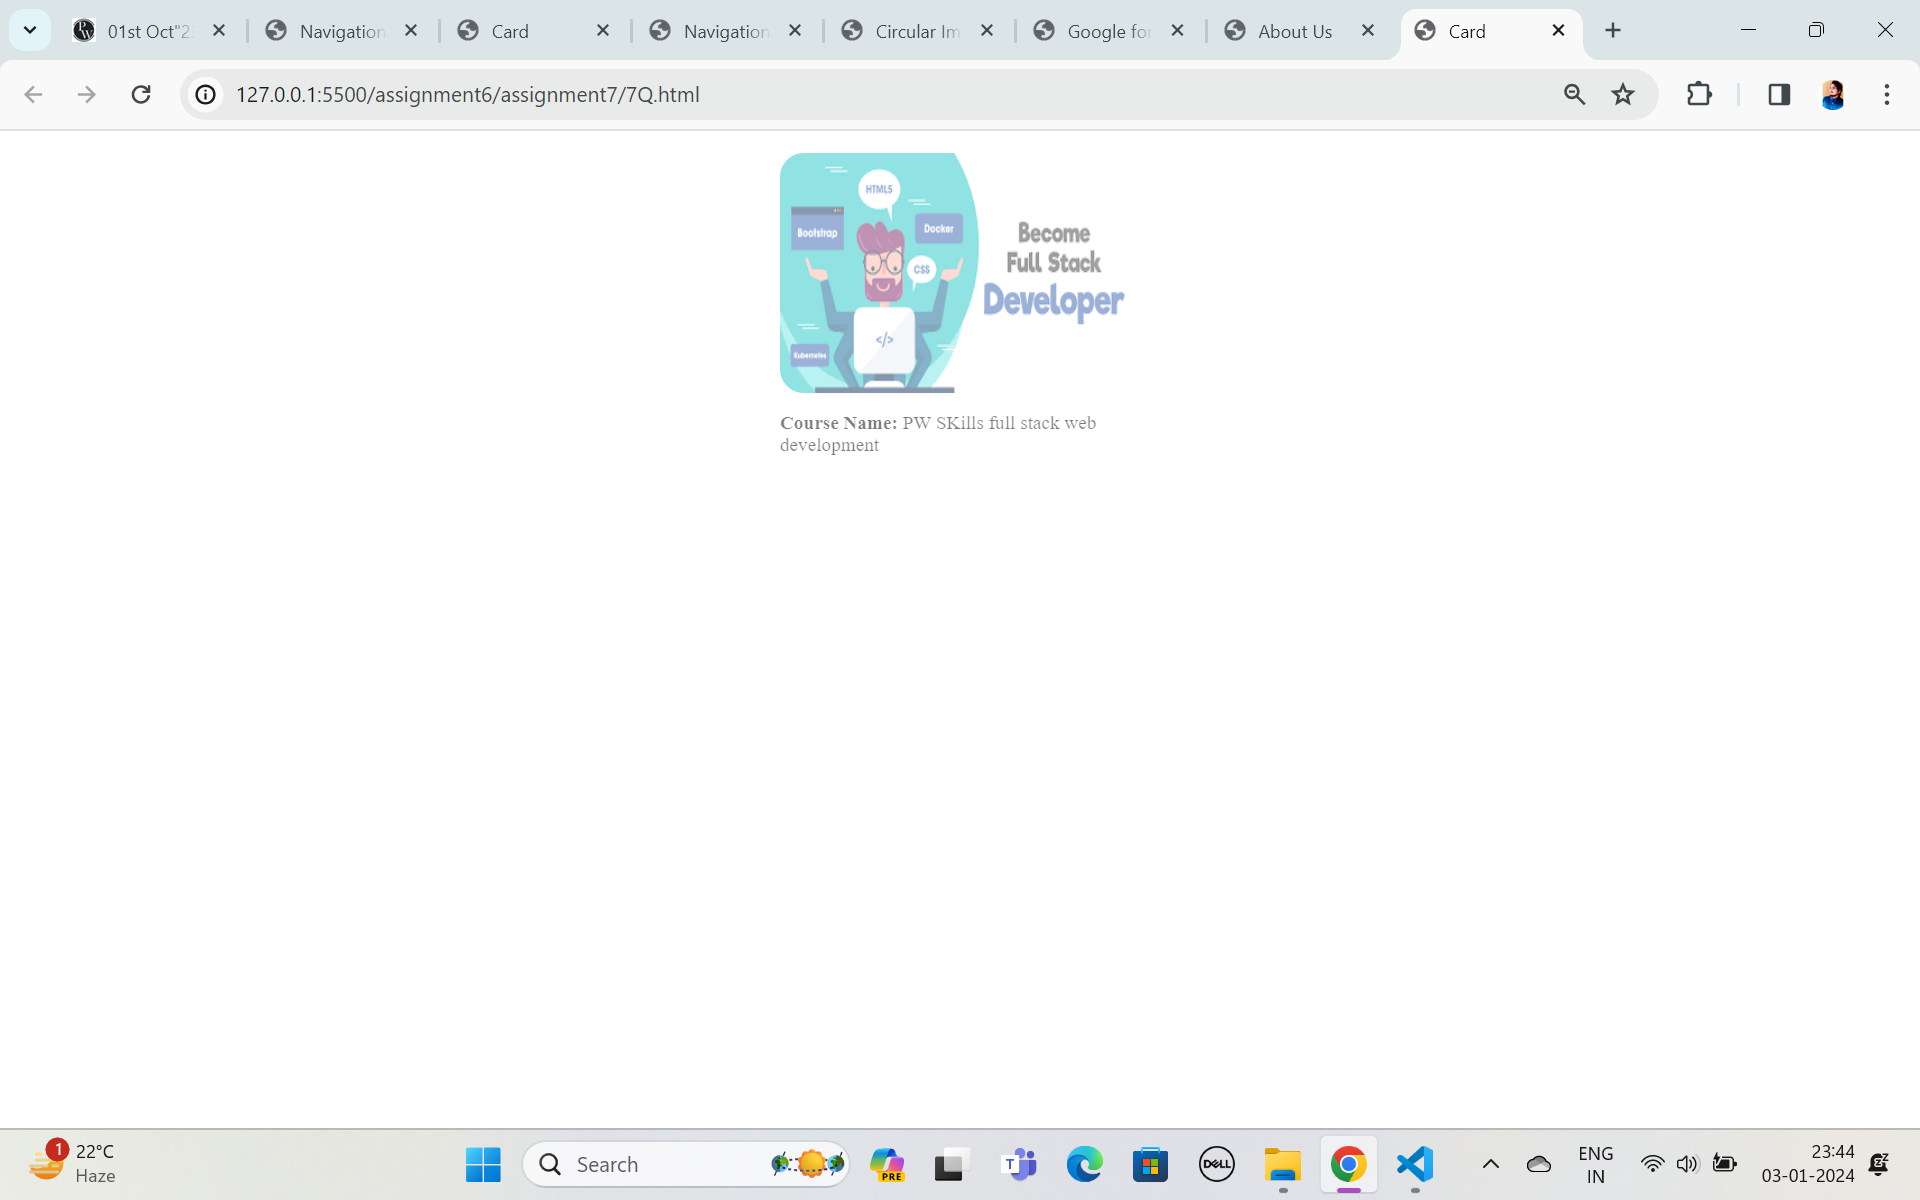 01st Oct"2
Navigation
Card
Navigation
Circular Im
Google for
About Us
Card
127.0.0.1:5500/assignment6/assignment7/7Q.html
HTML5
Bootstrap
Docker
CSS
</>
Kubernetes
Become
Full Stack
Developer
Course Name: PW SKills full stack web
development
1
22°C
Haze
Search
PRE
T
DELL
ENG
IN
23:44
03-01-2024